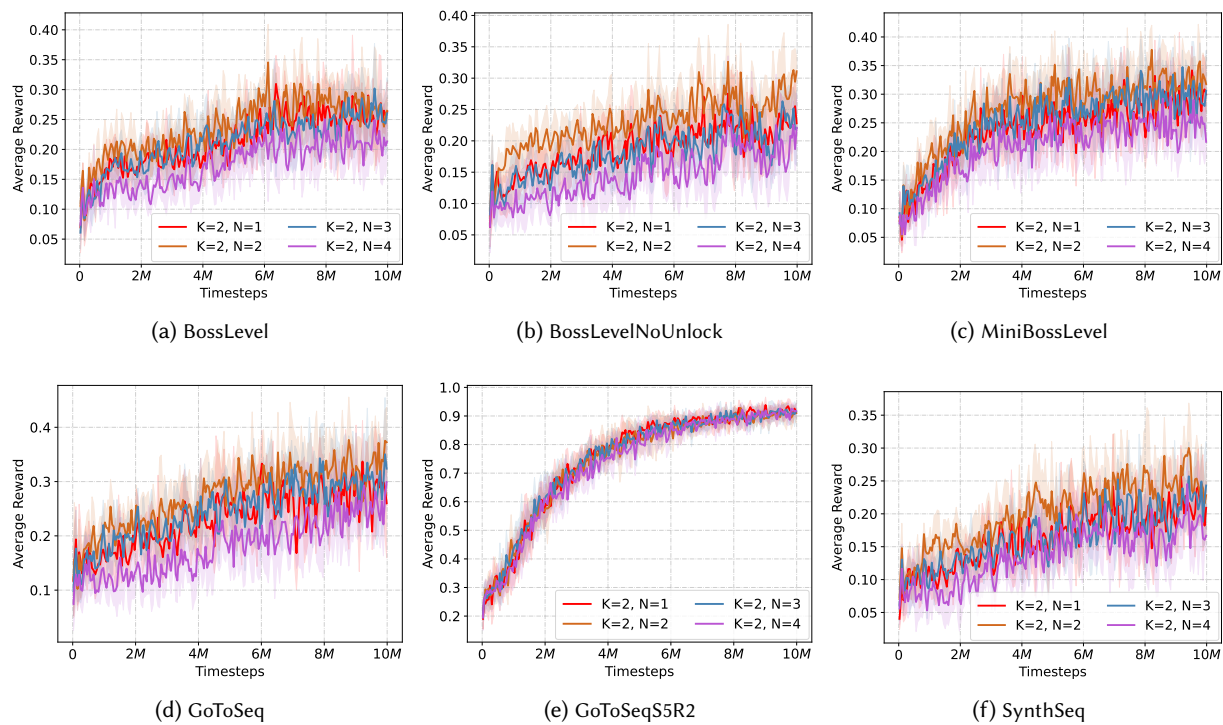 0.40
0.35
0.30
0.25
0.20
0.15
0.10
0.05
Average Reward
K=2, N=1
K=2, N=2
K=2, N=3
K=2, N=4
0 2M 4M 6M 8M 10M
Timesteps
(a) BossLevel
0.40
0.35
0.30
0.25
0.20
0.15
0.10
0.05
Average Reward
K=2, N=1
K=2, N=2
K=2, N=3
K=2, N=4
0 2M 4M 6M 8M 10M
Timesteps
(b) BossLevelNoUnlock
0.40
0.35
0.30
0.25
0.20
0.15
0.10
0.05
Average Reward
K=2, N=1
K=2, N=2
K=2, N=3
K=2, N=4
0 2M 4M 6M 8M 10M
Timesteps
(c) MiniBossLevel
0.4
0.3
0.2
0.1
Average Reward
K=2, N=1
K=2, N=2
K=2, N=3
K=2, N=4
0 2M 4M 6M 8M 10M
Timesteps
(d) GoToSeq
1.0
0.9
0.8
0.7
0.6
0.5
0.4
0.3
0.2
Average Reward
K=2, N=1
K=2, N=2
K=2, N=3
K=2, N=4
0 2M 4M 6M 8M 10M
Timesteps
(e) GoToSeqS5R2
0.35
0.30
0.25
0.20
0.15
0.10
0.05
Average Reward
K=2, N=1
K=2, N=2
K=2, N=3
K=2, N=4
0 2M 4M 6M 8M 10M
Timesteps
(f) SynthSeq